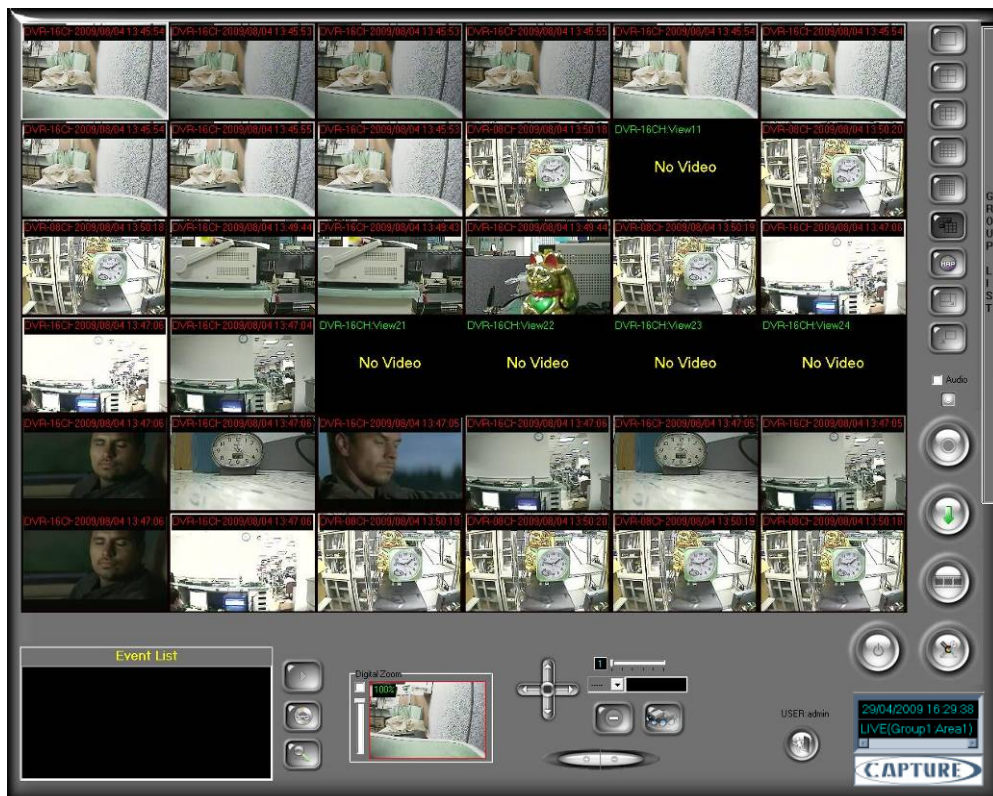 DVR-16CH 2009/08/04 13:45:54 DVR-16CH 2009/08/04 13:45:53 DVR-16CH 2009/08/04 13:45:53 DVR-16CH 2009/08/04 13:45:55 DVR-16CH 2009/08/04 13:45:54 DVR-16CH 2009/08/04 13:45:54
DVR-16CH 2009/08/04 13:45:54 DVR-16CH 2009/08/04 13:45:55 DVR-16CH 2009/08/04 13:45:53 DVR-08CH 2009/08/04 13:50:18 DVR-16CH:View11 DVR-08CH 2009/08/04 13:50:20
No Video
DVR-08CH 2009/08/04 13:50:18 DVR-16CH 2009/08/04 13:49:44 DVR-16CH 2009/08/04 13:49:43 DVR-16CH 2009/08/04 13:49:44 DVR-08CH 2009/08/04 13:50:19 DVR-16CH 2009/08/04 13:47:06
DVR-16CH 2009/08/04 13:47:06 DVR-16CH 2009/08/04 13:47:04 DVR-16CH:View21 DVR-16CH:View22 DVR-16CH:View23 DVR-16CH:View24
No Video No Video No Video No Video
DVR-16CH 2009/08/04 13:47:06 DVR-16CH 2009/08/04 13:47:06 DVR-16CH 2009/08/04 13:47:05 DVR-16CH 2009/08/04 13:47:06 DVR-16CH 2009/08/04 13:47:05 DVR-16CH 2009/08/04 13:47:06
DVR-16CH 2009/08/04 13:47:06 DVR-16CH 2009/08/04 13:47:06 DVR-08CH 2009/08/04 13:50:19 DVR-08CH 2009/08/04 13:50:20 DVR-08CH 2009/08/04 13:50:19 DVR-08CH 2009/08/04 13:50:18
MAP
GROUP LIST
Audio
Event List
Digital Zoom
100%
1
-----
USER:admin
29/04/2009 16:29:38
LIVE(Group1:Area1)
CAPTURE